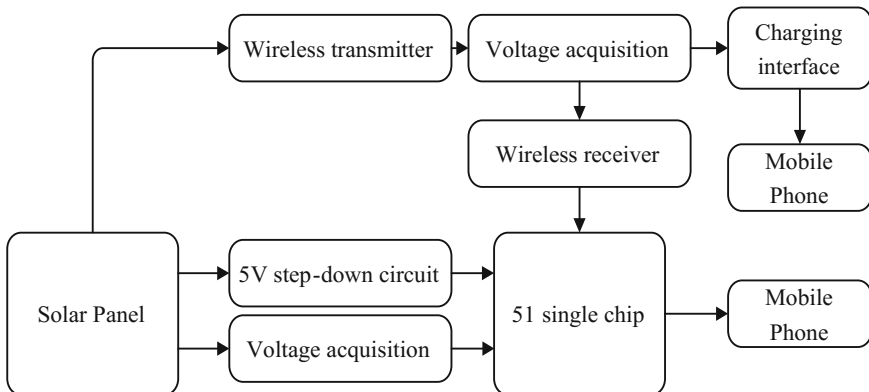 Wireless transmitter
Voltage acquisition
Charging
interface
Wireless receiver
Mobile
Phone
Solar Panel
5V step-down circuit
Voltage acquisition
51 single chip
Mobile
Phone